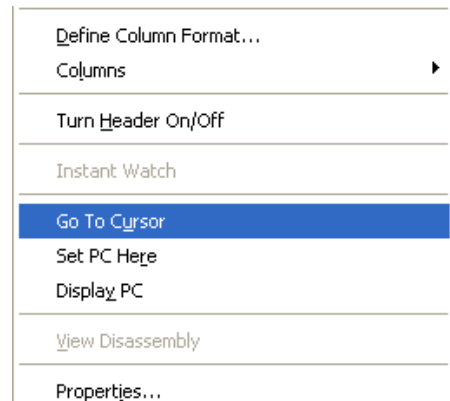 Define Column Format...
Columns
Turn Header On/Off
Instant Watch
Go To Cursor
Set PC Here
Display PC
View Disassembly
Properties...